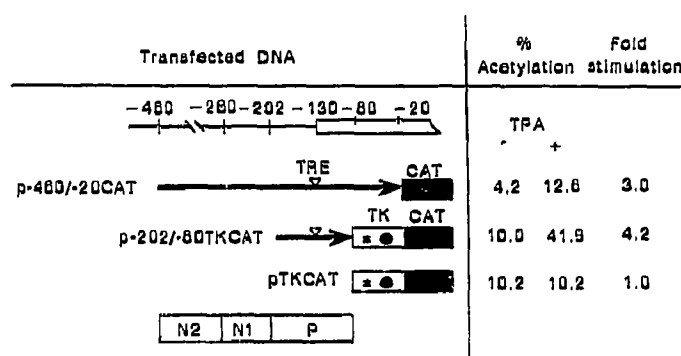 Transfected DNA % Acetylation Fold stimulation
-460 -280 -202 -130 -80 -20
TPA
- +
TRE CAT
p-460/-20CAT 4.2 12.6 3.0
TK CAT
p-202/-80TKCAT * 10.0 41.9 4.2
pTKCAT * 10.2 10.2 1.0
N2 N1 P